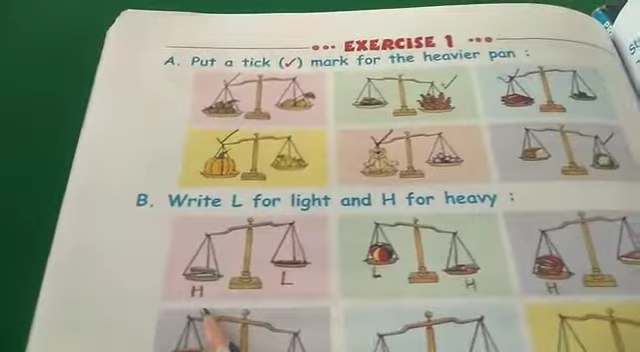 EXERCISE 1
A. Put a tick (✓) mark for the heavier pan :
B. Write L for light and H for heavy :
H L
L H
H